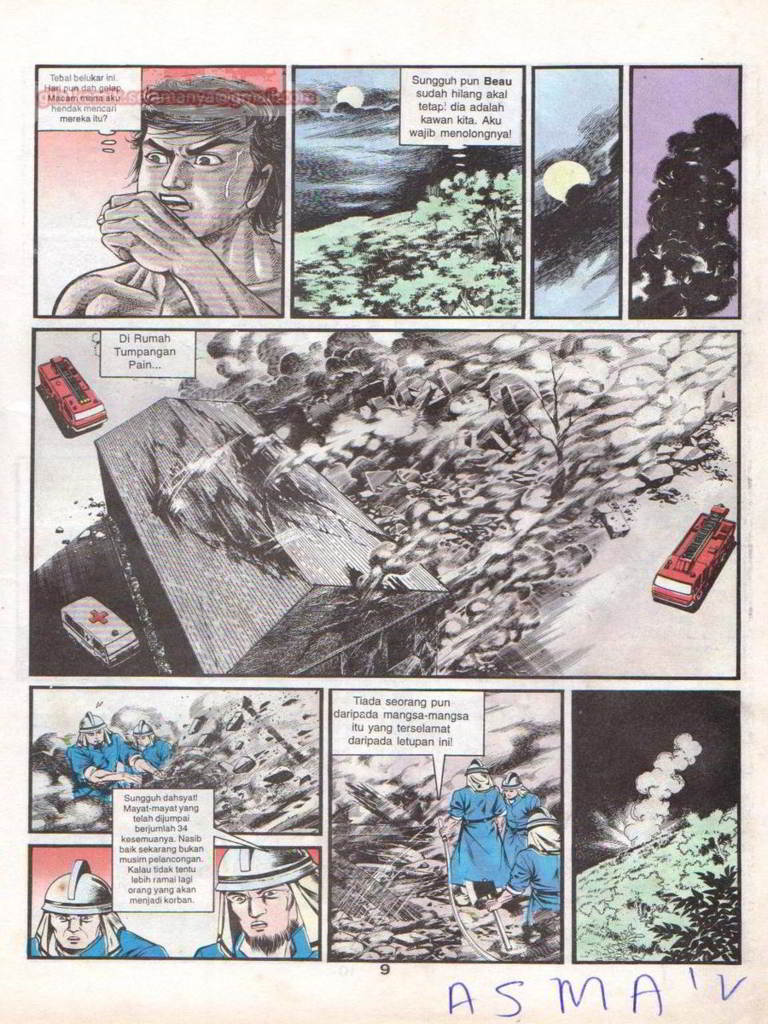 Tebal belukar ini.
Hari pun dah gelap.
Macam mana aku
hendak mencari
mereka itu?
Sungguh pun Beau
sudah hilang akal
tetapi dia adalah
kawan kita. Aku
wajib menolongnya!
Di Rumah
Tumpangan
Pain...
Sungguh dahsyat!
Mayat-mayat yang
telah dijumpai
berjumlah 34
kesemuanya. Nasib
baik sekarang bukan
musim pelancongan.
Kalau tidak tentu
lebih ramai lagi
orang yang akan
menjadi korban.
Tiada seorang pun
daripada mangsa-mangsa
itu yang terselamat
daripada letupan ini!
9
ASMA'IV